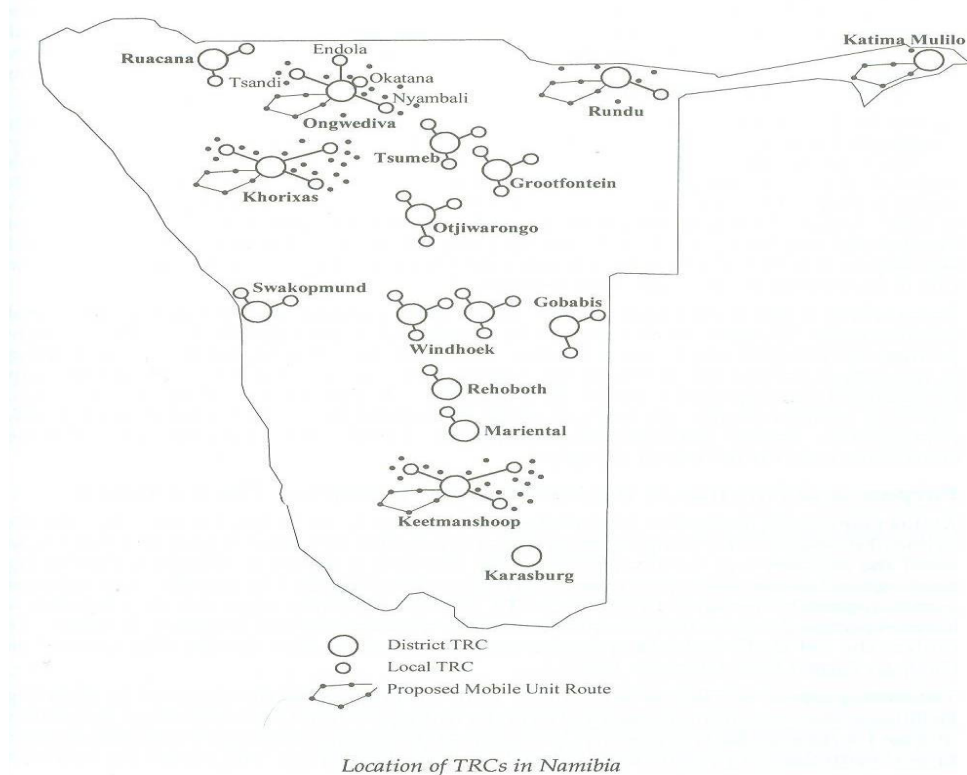 Katima Mulilo
Endola
Ruacana
Tsandi
Okatana
Nyambali
Ongwediva
Rundu
Tsumeb
Grootfontein
Khorixas
Otjiwarongo
Swakopmund
Gobabis
Windhoek
Rehoboth
Mariental
Keetmanshoop
Karasburg
District TRC
Local TRC
Proposed Mobile Unit Route
Location of TRCs in Namibia